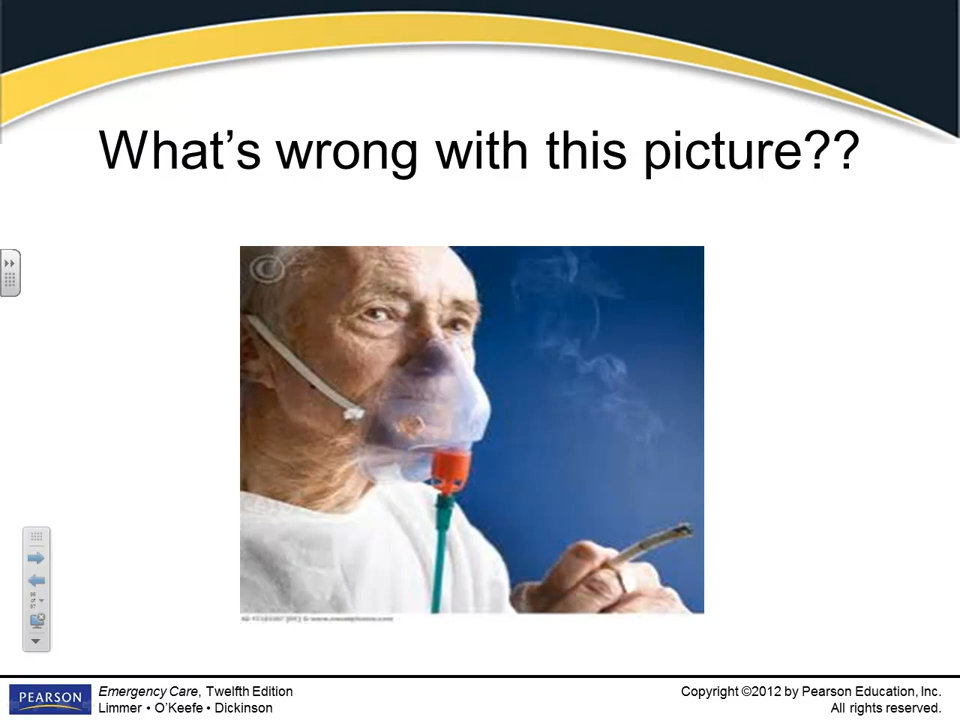 What's wrong with this picture??
©
PEARSON
Emergency Care, Twelfth Edition
Limmer • O'Keefe • Dickinson
Copyright ©2012 by Pearson Education, Inc.
All rights reserved.